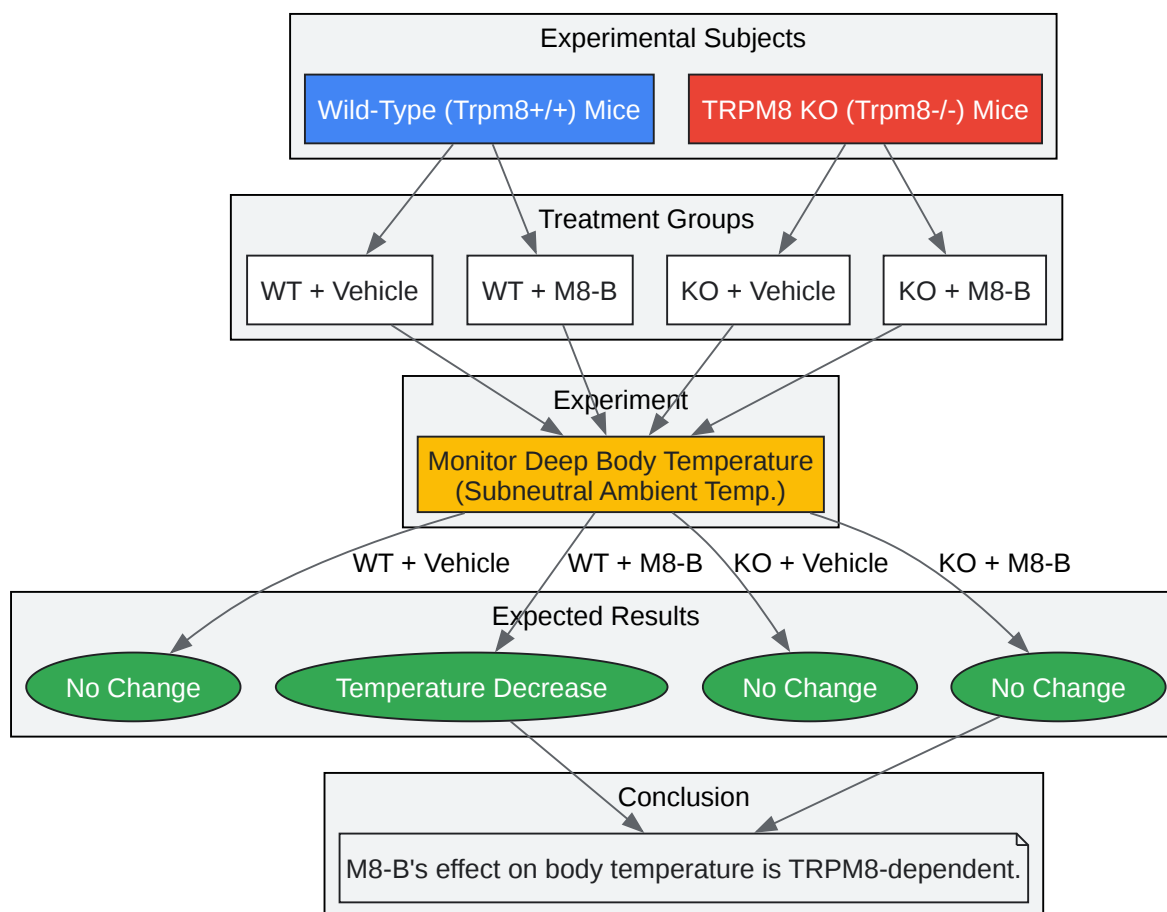 Experimental Subjects
Wild-Type (Trpm8+/+) Mice
TRPM8 KO (Trpm8-/-) Mice
Treatment Groups
WT + Vehicle
WT + M8-B
KO + Vehicle
KO + M8-B
Experiment
Monitor Deep Body Temperature
(Subneutral Ambient Temp.)
WT + Vehicle
WT + M8-B
KO + Vehicle
KO + M8-B
Expected Results
No Change
Temperature Decrease
No Change
No Change
Conclusion
M8-B's effect on body temperature is TRPM8-dependent.